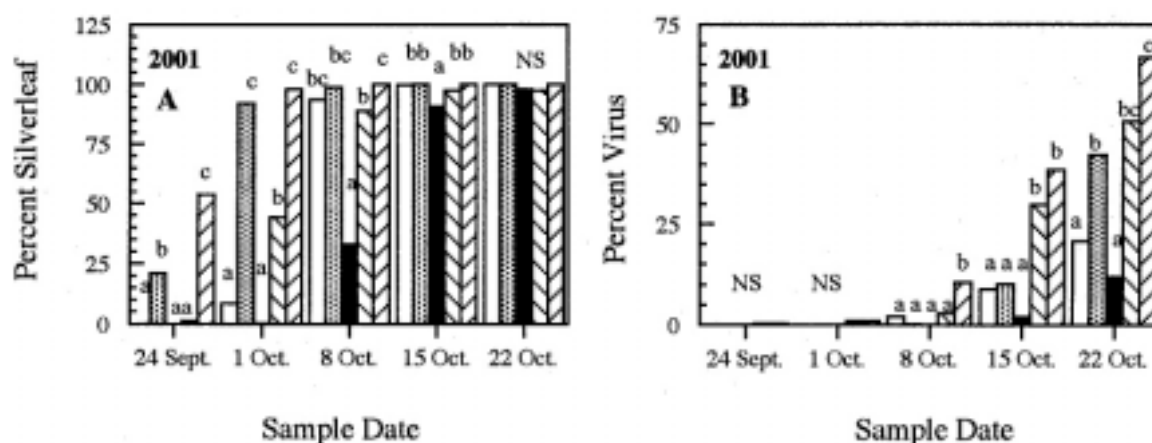 125
100
75
50
25
0
Percent Silverleaf
2001
A
a b aa c
a c a b c
bc bc a b c
bb a bb
NS
24 Sept. 1 Oct. 8 Oct. 15 Oct. 22 Oct.
Sample Date
75
50
25
0
Percent Virus
2001
B
NS
NS
a a a a b
a a a b b
a b a bc c
24 Sept. 1 Oct. 8 Oct. 15 Oct. 22 Oct.
Sample Date